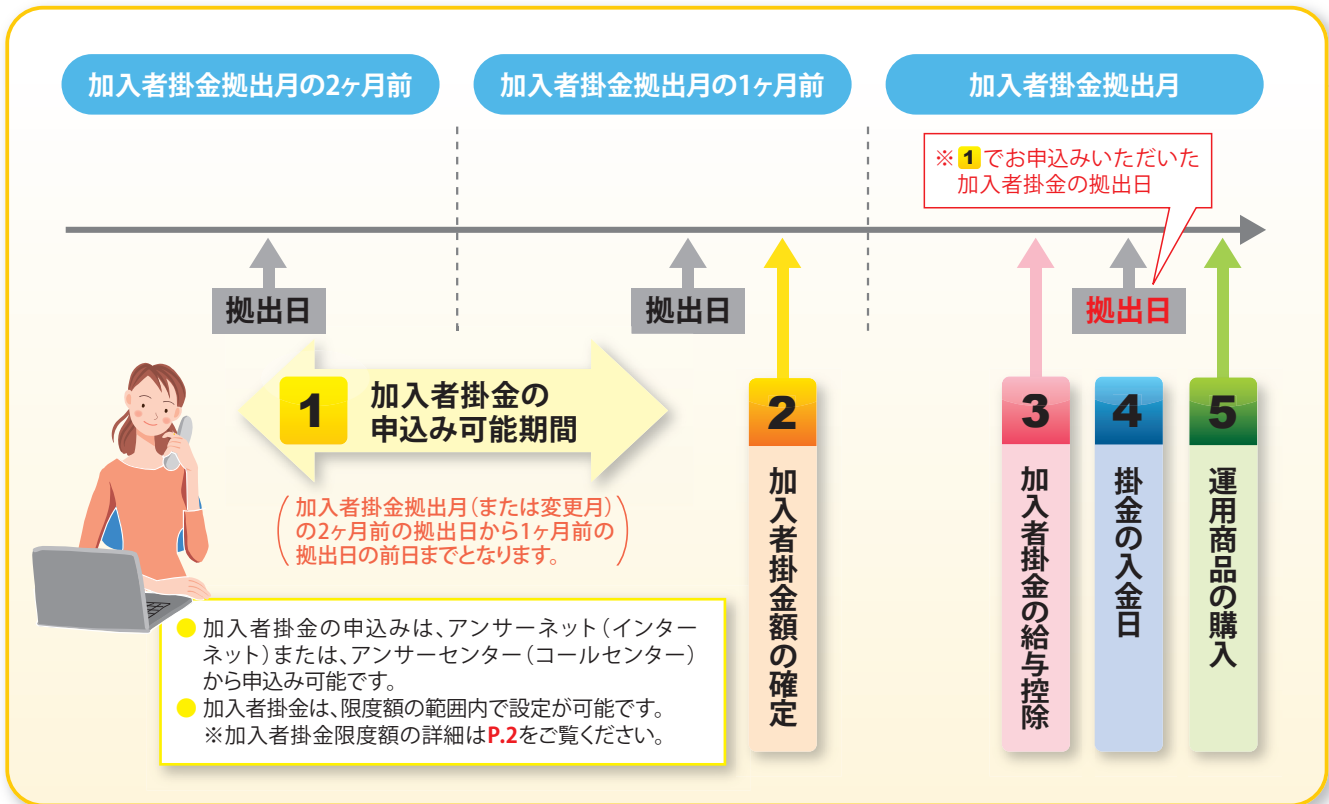 加入者掛金拠出月の2ヶ月前
加入者掛金拠出月の1ヶ月前
加入者掛金拠出月
※1でお申込みいただいた
加入者掛金の拠出日
拠出日
拠出日
拠出日
1
加入者掛金の
申込み可能期間
(加入者掛金拠出月(または変更月)
の2ヶ月前の拠出日から1ヶ月前の
拠出日の前日までとなります。)
● 加入者掛金の申込みは、アンサーネット(インター
ネット)または、アンサーセンター(コールセンター)
から申込み可能です。
● 加入者掛金は、限度額の範囲内で設定が可能です。
※加入者掛金限度額の詳細はP.2をご覧ください。
2
加入者掛金額の確定
3
加入者掛金の給与控除
4
掛金の入金日
5
運用商品の購入